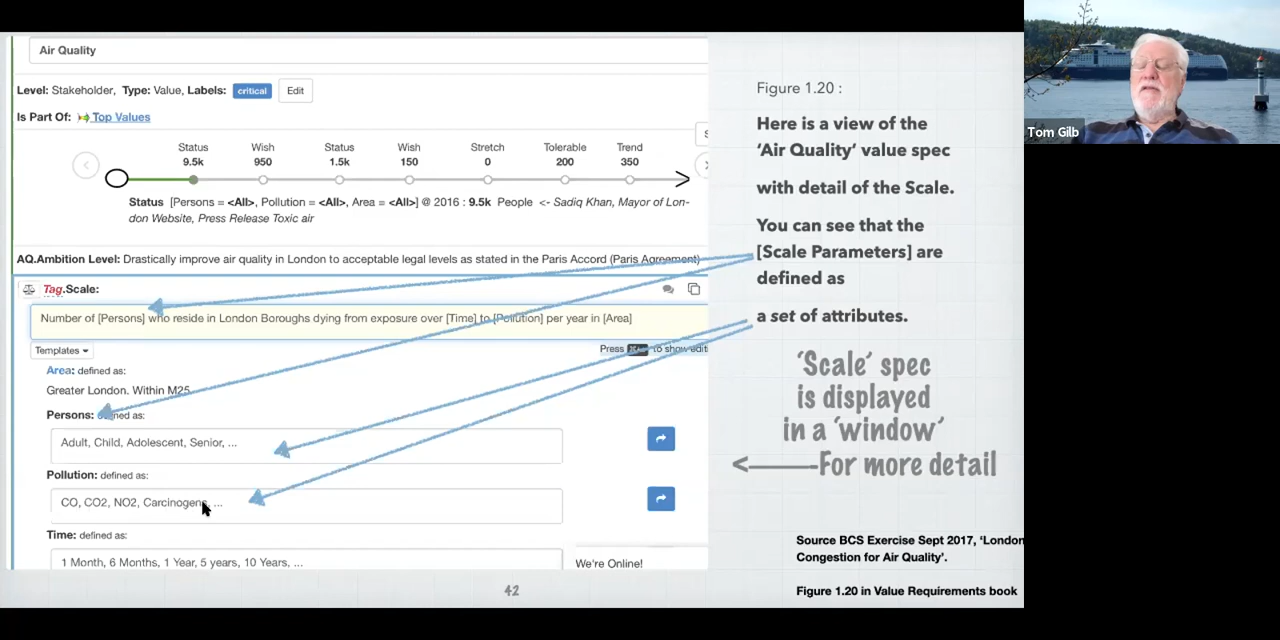 Air Quality
Level: Stakeholder, Type: Value, Labels: critical Edit
Is Part Of: Top Values
Status Wish Status Wish Stretch Tolerable Trend
9.5k 950 1.5k 150 0 200 350
Status [Persons = <All>, Pollution = <All>, Area = <All>] @ 2016 : 9.5k People <- Sadiq Khan, Mayor of Lon-
don Website, Press Release Toxic air
AQ.Ambition Level: Drastically improve air quality in London to acceptable legal levels as stated in the Paris Accord (Paris Agreement)
Tag.Scale:
Number of [Persons] who reside in London Boroughs dying from exposure over [Time] to [Pollution] per year in [Area]
Templates
Press to show edit
Area: defined as:
Greater London. Within M25
Persons: defined as:
Adult, Child, Adolescent, Senior, ...
Pollution: defined as:
CO, CO2, NO2, Carcinogens, ...
Time: defined as:
1 Month, 6 Months, 1 Year, 5 years, 10 Years, ...
We're Online!
42
Figure 1.20 :
Here is a view of the
‘Air Quality‘ value spec
with detail of the Scale.
You can see that the
[Scale Parameters] are
defined as
a set of attributes.
‘Scale’ spec
is displayed
in a ‘window’
<——For more detail
Source BCS Exercise Sept 2017, ‘London
Congestion for Air Quality’.
Figure 1.20 in Value Requirements book
Tom Gilb